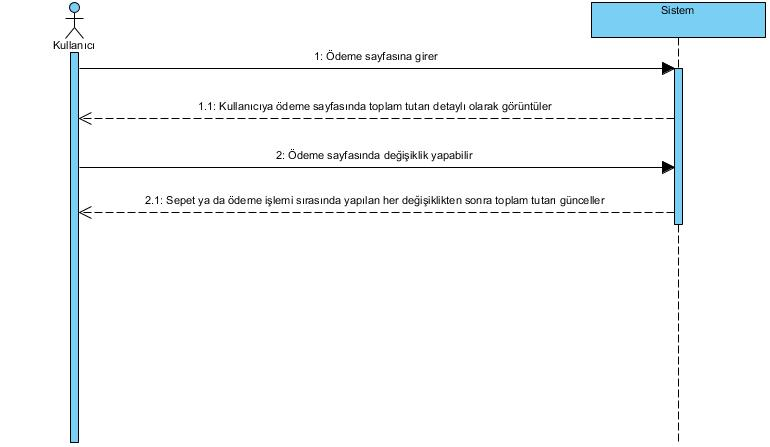 Sistem
Kullanıcı
1: Ödeme sayfasına girer
1.1: Kullanıcıya ödeme sayfasında toplam tutarı detaylı olarak görüntüler
2: Ödeme sayfasında değişiklik yapabilir
2.1: Sepet ya da ödeme işlemi sırasında yapılan her değişiklikten sonra toplam tutarı günceller